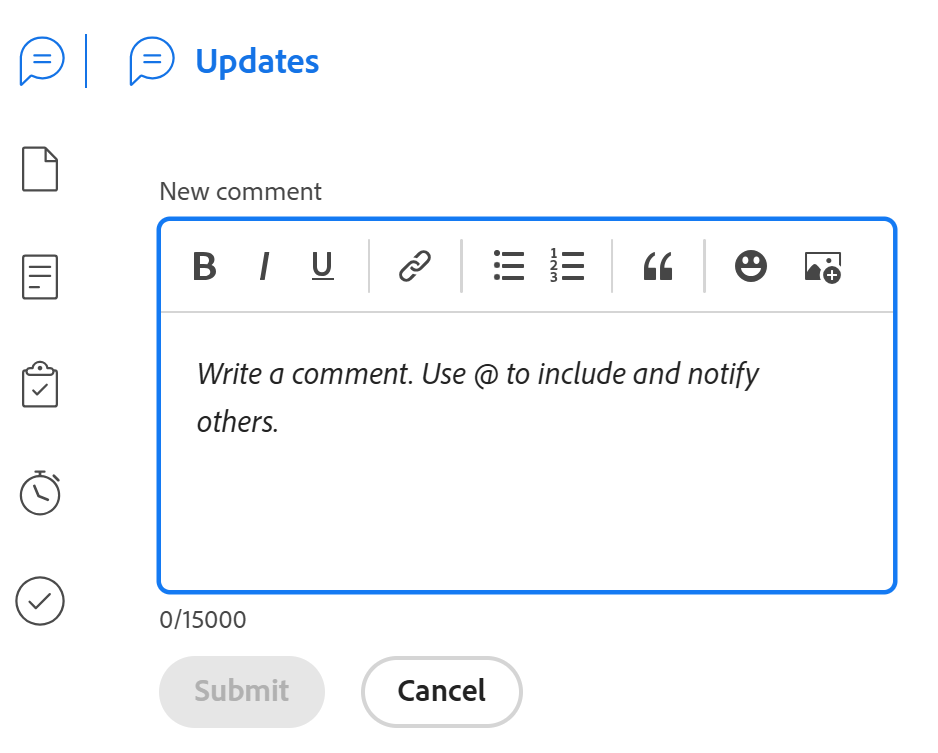 Updates
New comment
B I U
Write a comment. Use @ to include and notify
others.
0/15000
Submit Cancel